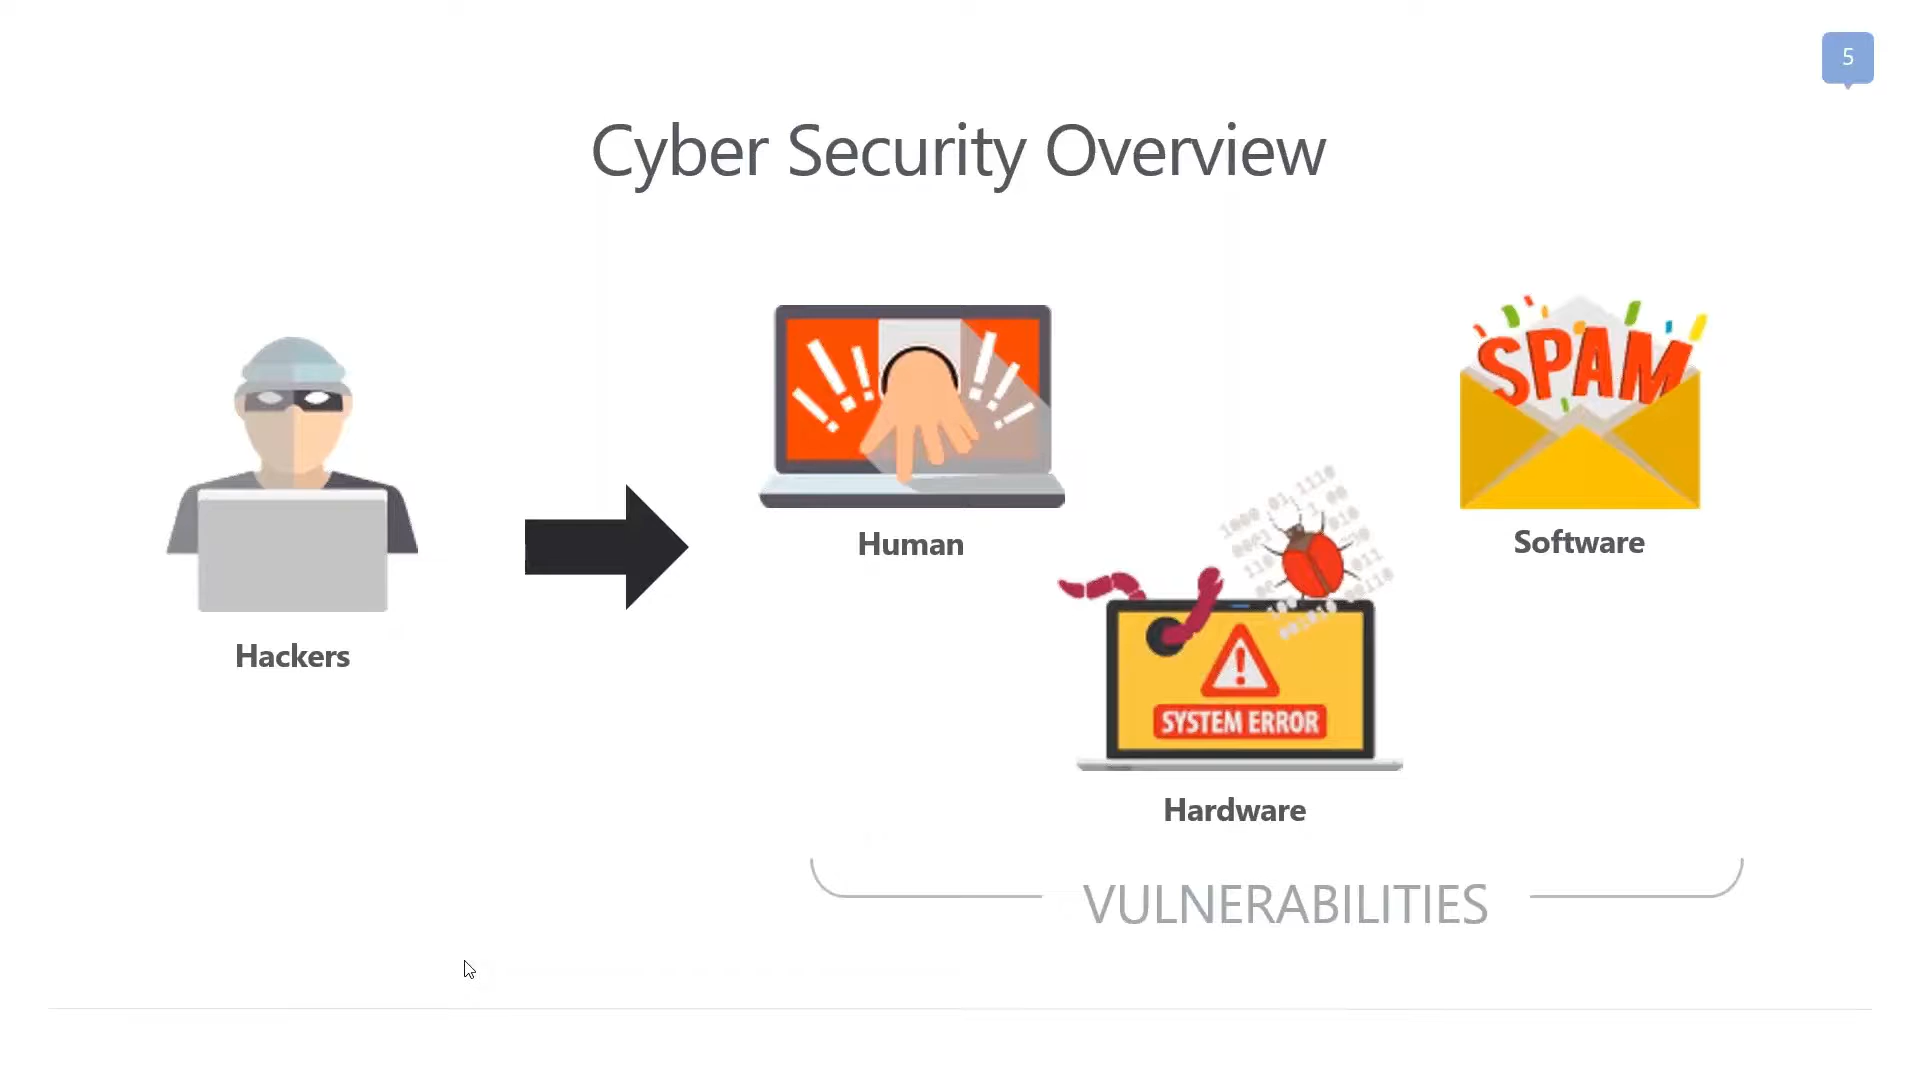 5
Cyber Security Overview
SPAM
Human
Software
Hackers
SYSTEM ERROR
Hardware
VULNERABILITIES